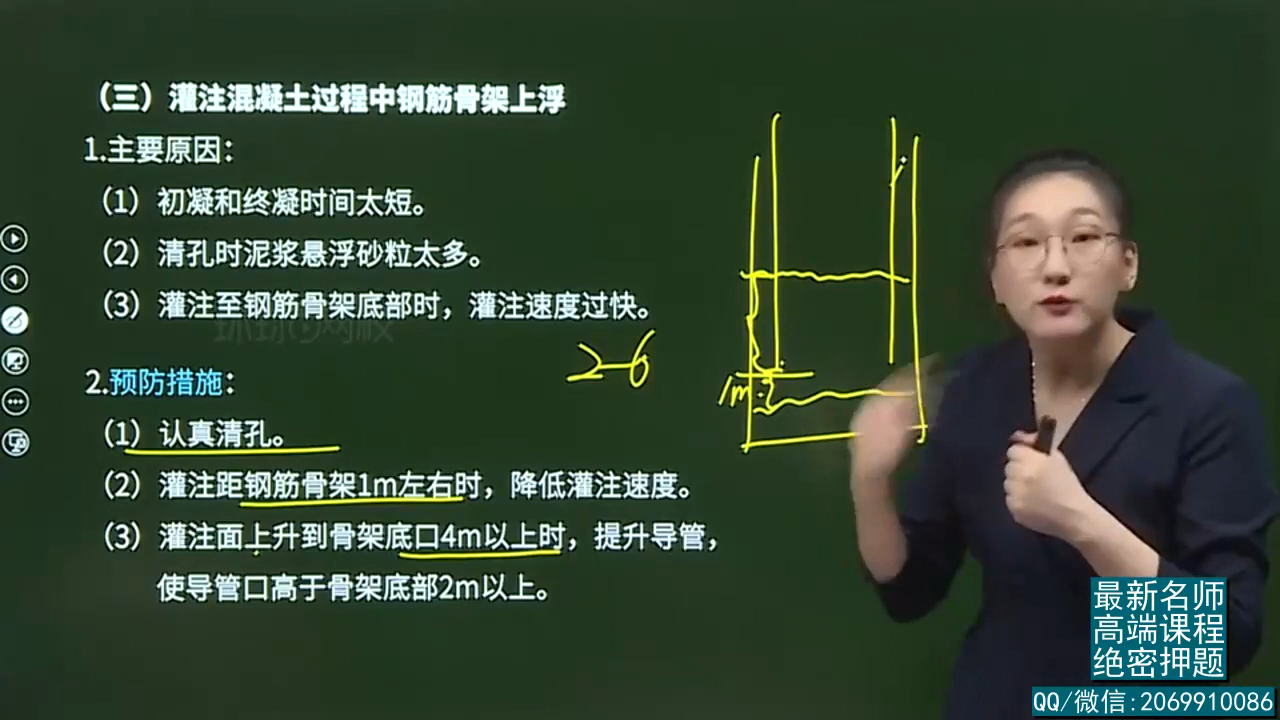 （三）灌注混凝土过程中钢筋骨架上浮
1.主要原因：
（1）初凝和终凝时间太短。
（2）清孔时泥浆悬浮砂粒太多。
（3）灌注至钢筋骨架底部时，灌注速度过快。
环球网校
2-6
2.预防措施：
1m
（1）认真清孔。
（2）灌注距钢筋骨架1m左右时，降低灌注速度。
（3）灌注面上升到骨架底口4m以上时，提升导管，
使导管口高于骨架底部2m以上。
最新名师
高端课程
绝密押题
QQ/微信:2069910086